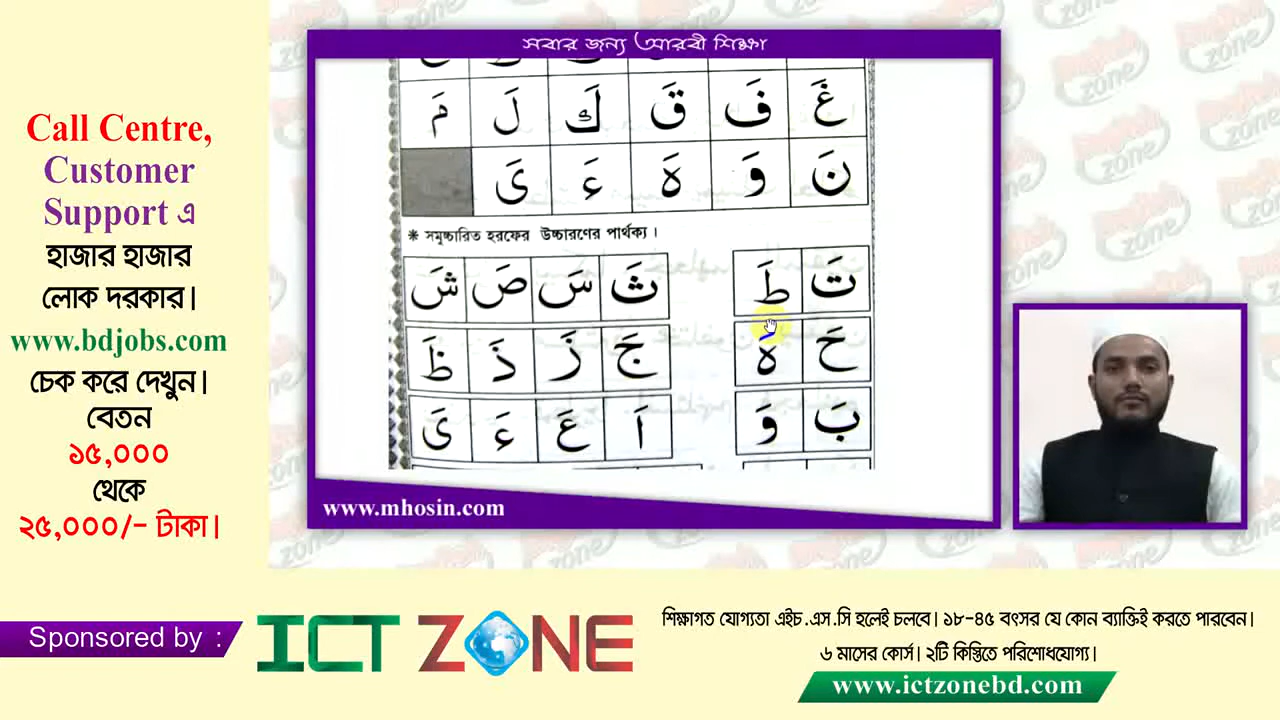 Call Centre,
Customer
Support এ
হাজার হাজার
লোক দরকার।
www.bdjobs.com
চেক করে দেখুন।
বেতন
১৫,০০০
থেকে
২৫,০০০/- টাকা।
সবার জন্য আরবী শিক্ষা
غَ فَ قَ كَ لَ مَ
نَ وَ هَ ءَ یَ
* সমুচ্চারিত হরফের উচ্চারণের পার্থক্য।
تَ طَ
ثَ سَ صَ شَ
حَ هَ
جَ زَ ذَ ظَ
بَ وَ
اَ عَ ءَ یَ
www.mhosin.com
Sponsored by :
ICT ZONE
শিক্ষাগত যোগ্যতা এইচ.এস.সি হলেই চলবে। ১৮-৪৫ বৎসর যে কোন ব্যাক্তিই করতে পারবেন।
৬ মাসের কোর্স। ২টি কিস্তিতে পরিশোধযোগ্য।
www.ictzonebd.com